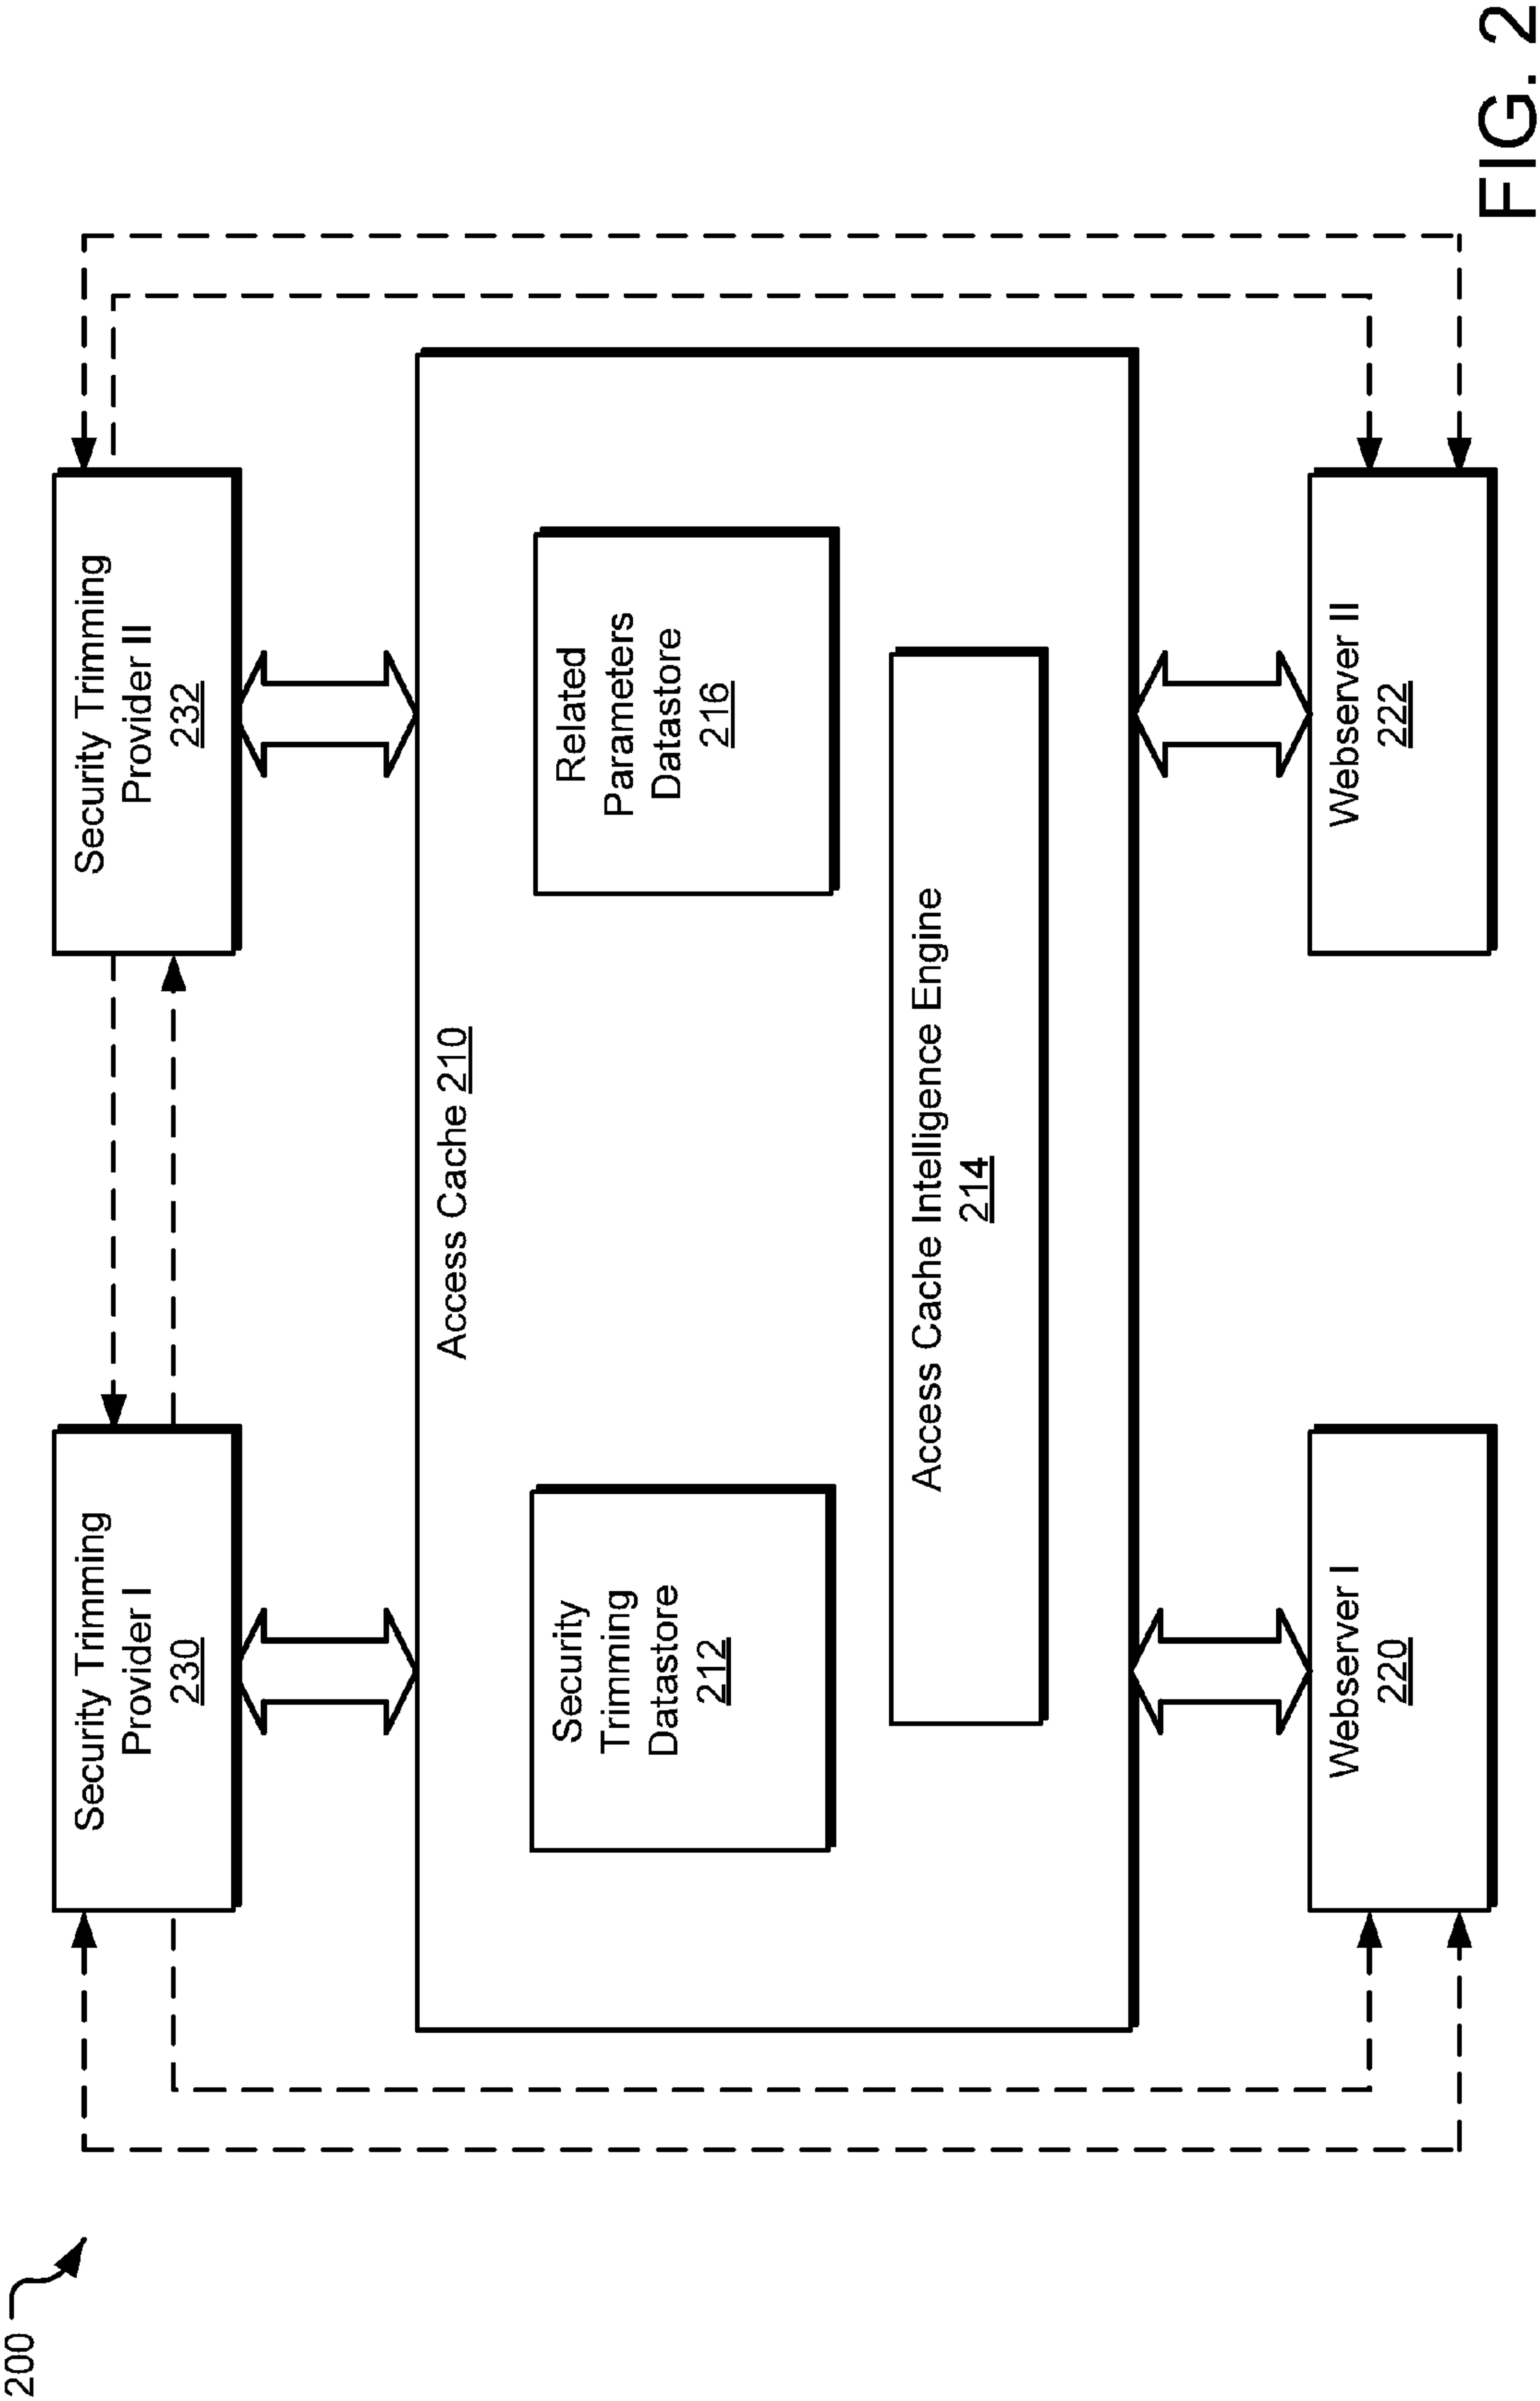 200
Security Trimming
Provider I
230
Security Trimming
Provider II
232
Access Cache 210
Security
Trimming
Datastore
212
Related
Parameters
Datastore
216
Access Cache Intelligence Engine
214
Webserver I
220
Webserver II
222
FIG. 2